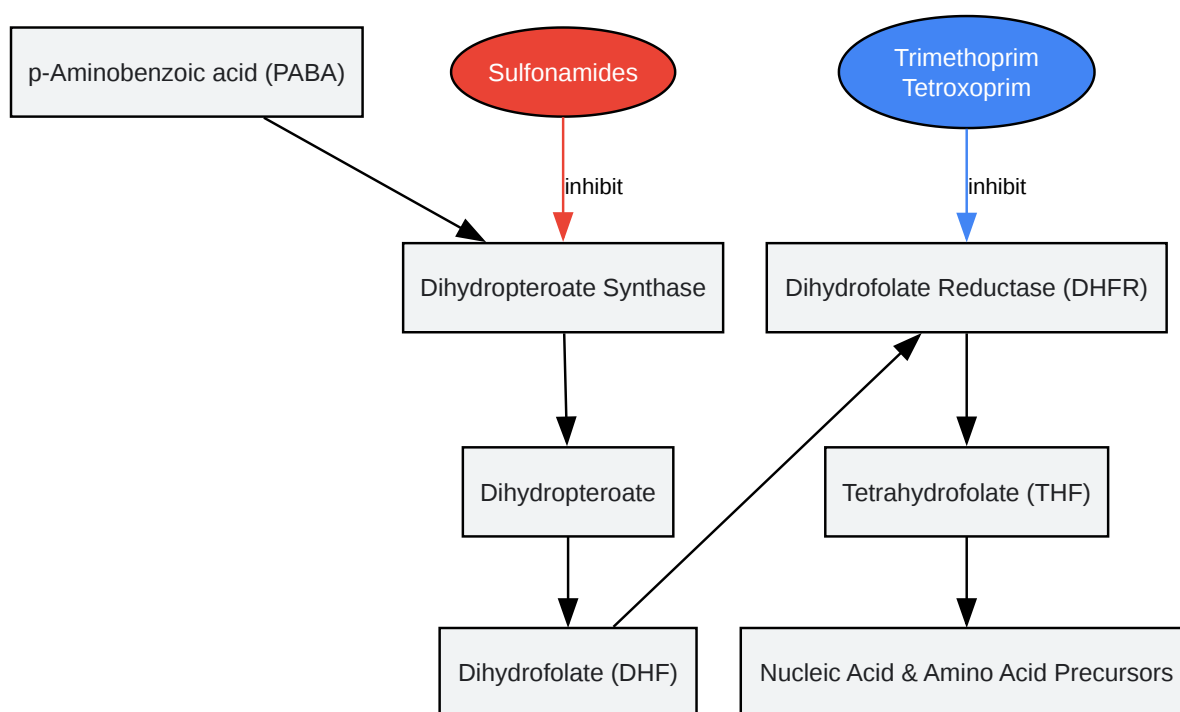 p-Aminobenzoic acid (PABA)
Sulfonamides
Trimethoprim
Tetroxoprim
inhibit
inhibit
Dihydropteroate Synthase
Dihydrofolate Reductase (DHFR)
Dihydropteroate
Tetrahydrofolate (THF)
Dihydrofolate (DHF)
Nucleic Acid & Amino Acid Precursors